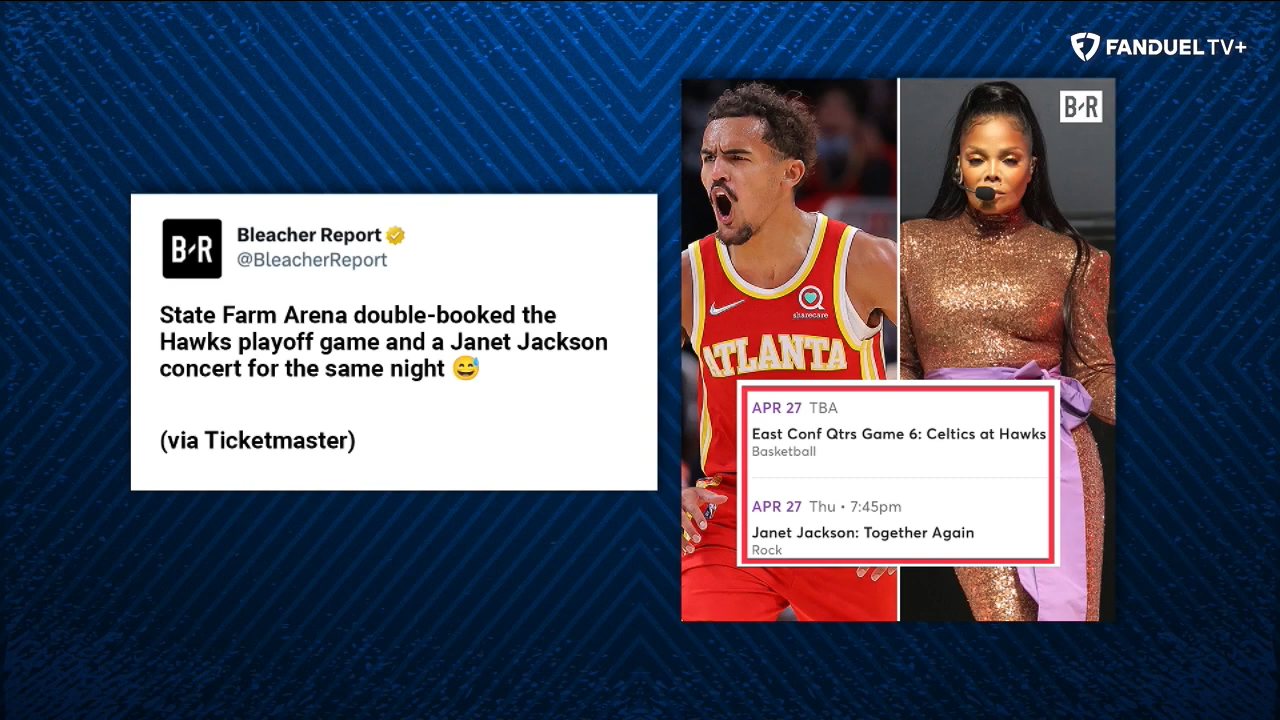 FANDUEL TV+
B/R
B/R
Bleacher Report
@BleacherReport
State Farm Arena double-booked the
Hawks playoff game and a Janet Jackson
concert for the same night 😅
(via Ticketmaster)
sharecare
ATLANTA
APR 27 TBA
East Conf Qtrs Game 6: Celtics at Hawks
Basketball
APR 27 Thu • 7:45pm
Janet Jackson: Together Again
Rock